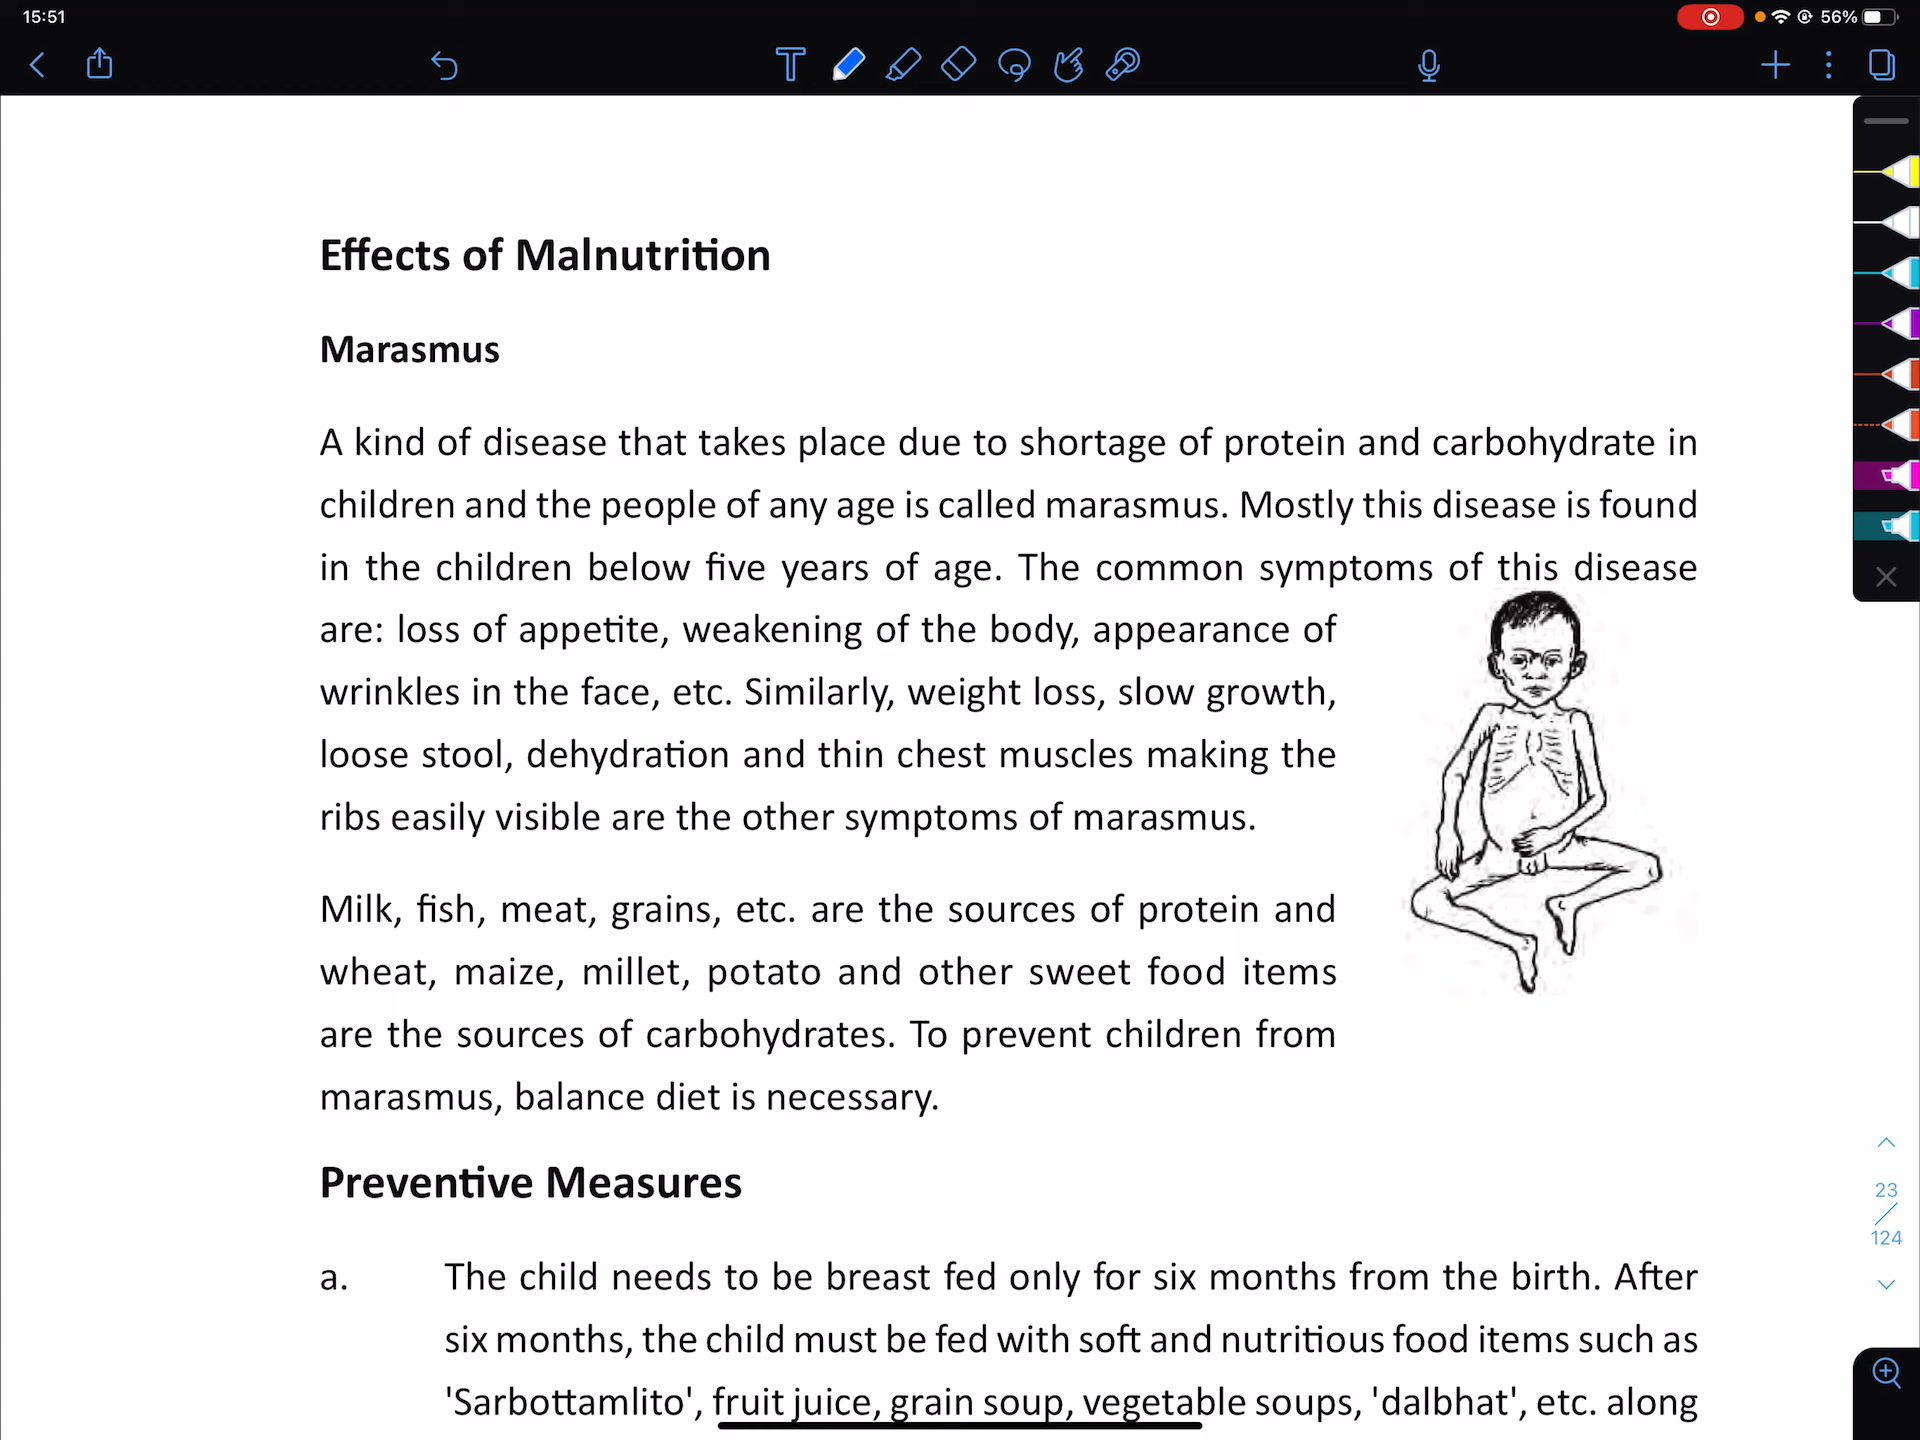 15:51
56%
Effects of Malnutrition
Marasmus
A kind of disease that takes place due to shortage of protein and carbohydrate in
children and the people of any age is called marasmus. Mostly this disease is found
in the children below five years of age. The common symptoms of this disease
are: loss of appetite, weakening of the body, appearance of
wrinkles in the face, etc. Similarly, weight loss, slow growth,
loose stool, dehydration and thin chest muscles making the
ribs easily visible are the other symptoms of marasmus.
Milk, fish, meat, grains, etc. are the sources of protein and
wheat, maize, millet, potato and other sweet food items
are the sources of carbohydrates. To prevent children from
marasmus, balance diet is necessary.
Preventive Measures
a. The child needs to be breast fed only for six months from the birth. After
six months, the child must be fed with soft and nutritious food items such as
'Sarbottamlito', fruit juice, grain soup, vegetable soups, 'dalbhat', etc. along
23
/
124